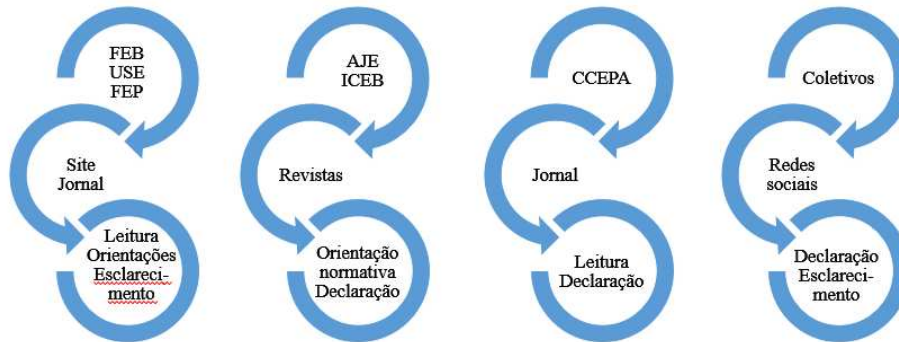 FEB
USE
FEP
Site
Jornal
Leitura
Orientações
Esclareci-
mento
AJE
ICEB
Revistas
Orientação
normativa
Declaração
CCEPA
Jornal
Leitura
Declaração
Coletivos
Redes
sociais
Declaração
Esclareci-
mento